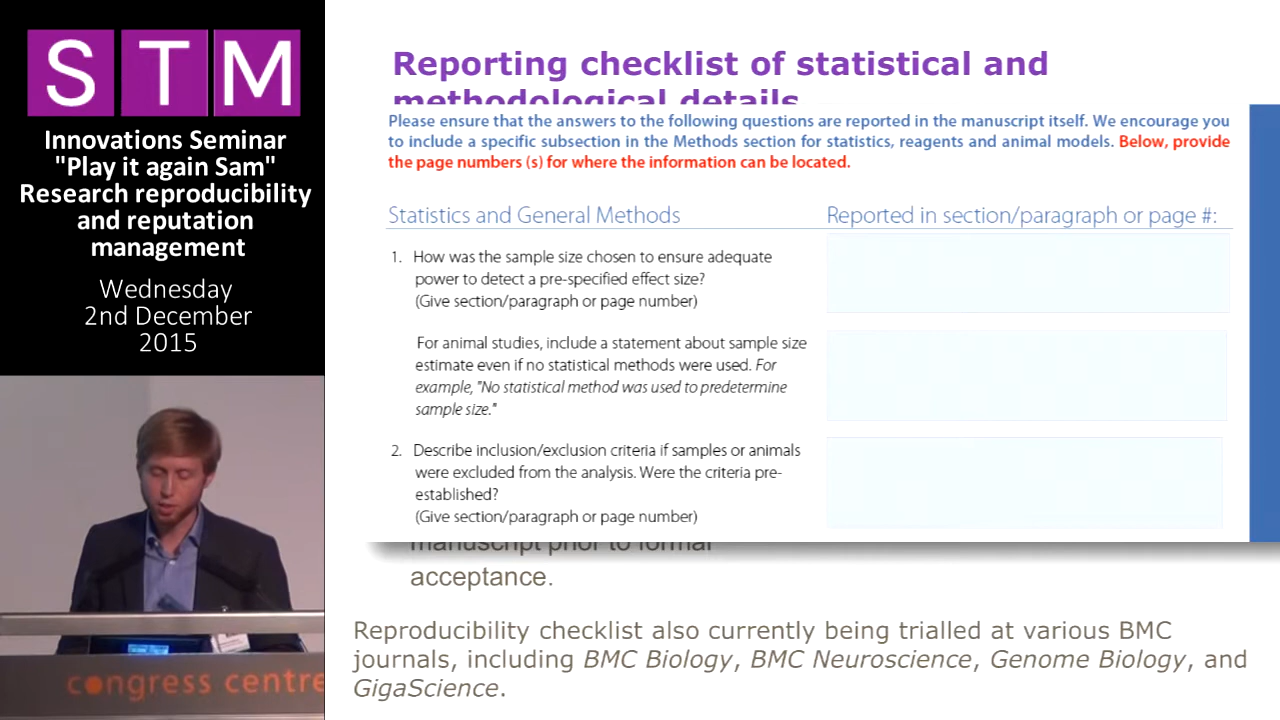 STM
Innovations Seminar
"Play it again Sam"
Research reproducibility
and reputation
management
Wednesday
2nd December
2015
congress centre
Reporting checklist of statistical and
methodological details
Please ensure that the answers to the following questions are reported in the manuscript itself. We encourage you
to include a specific subsection in the Methods section for statistics, reagents and animal models. Below, provide
the page numbers (s) for where the information can be located.
Statistics and General Methods
Reported in section/paragraph or page #:
1. How was the sample size chosen to ensure adequate
power to detect a pre-specified effect size?
(Give section/paragraph or page number)
For animal studies, include a statement about sample size
estimate even if no statistical methods were used. For
example, "No statistical method was used to predetermine
sample size."
2. Describe inclusion/exclusion criteria if samples or animals
were excluded from the analysis. Were the criteria pre-
established?
(Give section/paragraph or page number)
manuscript prior to formal
acceptance.
Reproducibility checklist also currently being trialled at various BMC
journals, including BMC Biology, BMC Neuroscience, Genome Biology, and
GigaScience.